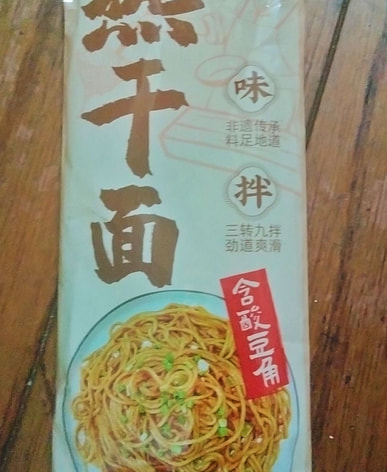 热干面
味
非遗传承
料足地道
拌
三转九拌
劲道爽滑
含酸豆角